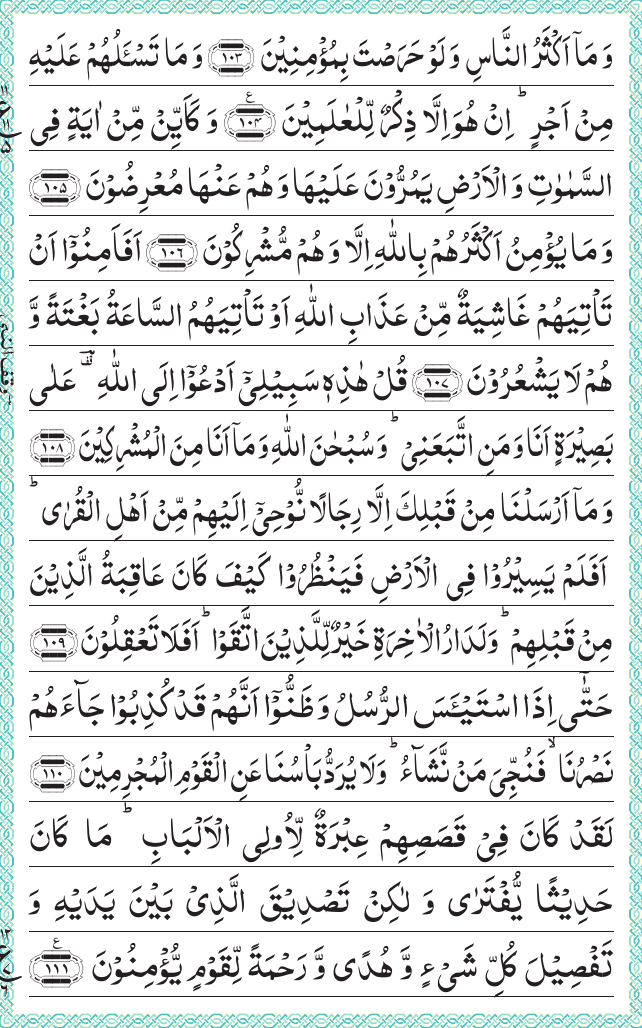 وَ مَاۤ اَكْثَرُ النَّاسِ وَ لَوْ حَرَصْتَ بِمُؤْمِنِیْنَ ﴿۱۰۳﴾ وَ مَا تَسْـَٔلُهُمْ عَلَیْهِ
مِنْ اَجْرٍ ؕ اِنْ هُوَ اِلَّا ذِكْرٌ لِّلْعٰلَمِیْنَ ﴿۱۰۴﴾ ع وَ كَاَیِّنْ مِّنْ اٰیَةٍ فِی
السَّمٰوٰتِ وَ الْاَرْضِ یَمُرُّوْنَ عَلَیْهَا وَ هُمْ عَنْهَا مُعْرِضُوْنَ ﴿۱۰۵﴾
وَ مَا یُؤْمِنُ اَكْثَرُهُمْ بِاللّٰهِ اِلَّا وَ هُمْ مُّشْرِكُوْنَ ﴿۱۰۶﴾ اَفَاَمِنُوْۤا اَنْ
تَاْتِیَهُمْ غَاشِیَةٌ مِّنْ عَذَابِ اللّٰهِ اَوْ تَاْتِیَهُمُ السَّاعَةُ بَغْتَةً وَّ
هُمْ لَا یَشْعُرُوْنَ ﴿۱۰۷﴾ قُلْ هٰذِهٖ سَبِیْلِیْۤ اَدْعُوْۤا اِلَی اللّٰهِ ؔ۫ عَلٰی
بَصِیْرَةٍ اَنَا وَ مَنِ اتَّبَعَنِیْ ؕ وَ سُبْحٰنَ اللّٰهِ وَ مَاۤ اَنَا مِنَ الْمُشْرِكِیْنَ ﴿۱۰۸﴾
وَ مَاۤ اَرْسَلْنَا مِنْ قَبْلِكَ اِلَّا رِجَالًا نُّوْحِیْۤ اِلَیْهِمْ مِّنْ اَهْلِ الْقُرٰی ؕ
اَفَلَمْ یَسِیْرُوْا فِی الْاَرْضِ فَیَنْظُرُوْا كَیْفَ كَانَ عَاقِبَةُ الَّذِیْنَ
مِنْ قَبْلِهِمْ ؕ وَ لَدَارُ الْاٰخِرَةِ خَیْرٌ لِّلَّذِیْنَ اتَّقَوْا ؕ اَفَلَا تَعْقِلُوْنَ ﴿۱۰۹﴾
حَتّٰۤی اِذَا اسْتَیْـَٔسَ الرُّسُلُ وَ ظَنُّوْۤا اَنَّهُمْ قَدْ كُذِبُوْا جَآءَهُمْ
نَصْرُنَا ۙ فَنُجِّیَ مَنْ نَّشَآءُ ؕ وَ لَا یُرَدُّ بَاْسُنَا عَنِ الْقَوْمِ الْمُجْرِمِیْنَ ﴿۱۱۰﴾
لَقَدْ كَانَ فِیْ قَصَصِهِمْ عِبْرَةٌ لِّاُولِی الْاَلْبَابِ ؕ مَا كَانَ
حَدِیْثًا یُّفْتَرٰی وَ لٰكِنْ تَصْدِیْقَ الَّذِیْ بَیْنَ یَدَیْهِ وَ
تَفْصِیْلَ كُلِّ شَیْءٍ وَّ هُدًی وَّ رَحْمَةً لِّقَوْمٍ یُّؤْمِنُوْنَ ﴿۱۱۱﴾ ع